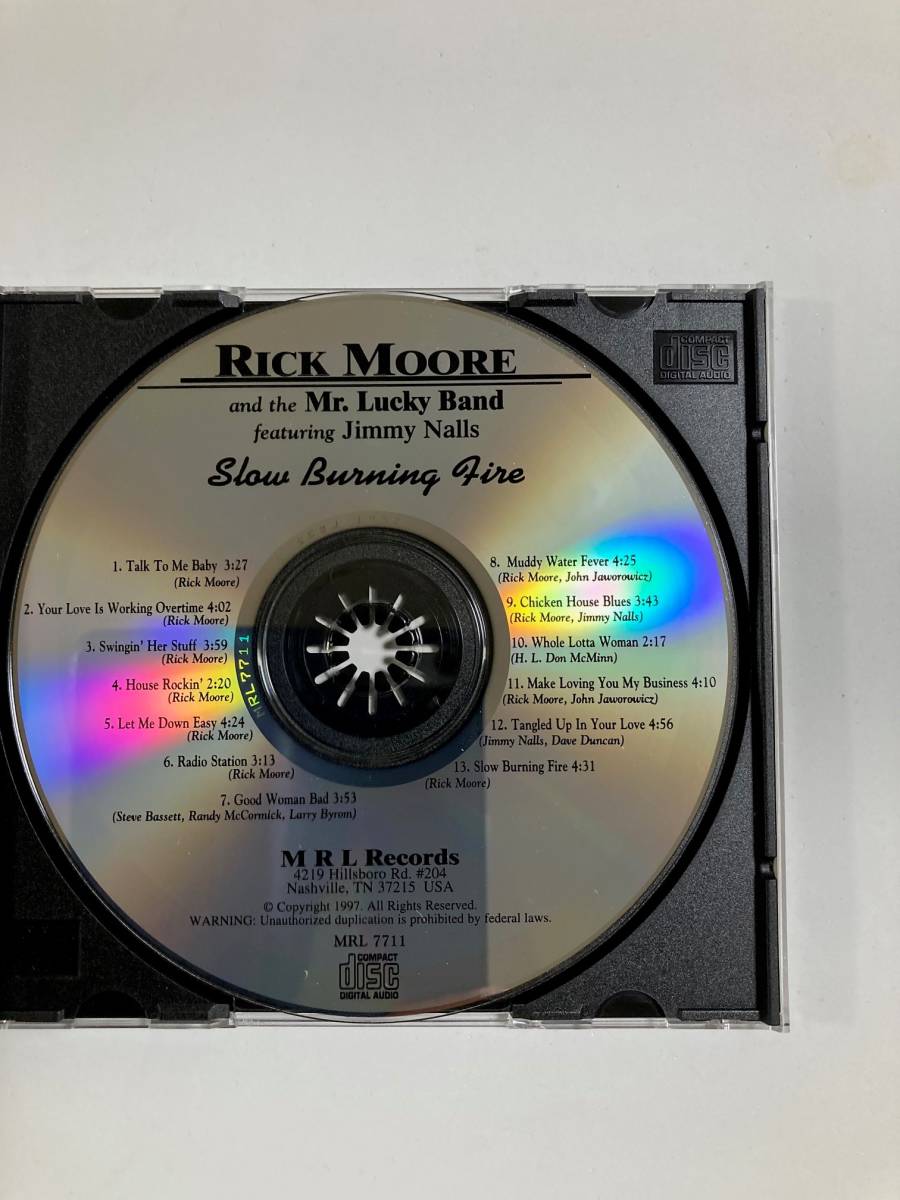 RICK MOORE
and the Mr. Lucky Band
featuring Jimmy Nalls
Slow Burning Fire
1. Talk To Me Baby 3:27
(Rick Moore)
2. Your Love Is Working Overtime 4:02
(Rick Moore)
3. Swingin' Her Stuff 3:59
(Rick Moore)
4. House Rockin' 2:20
(Rick Moore)
5. Let Me Down Easy 4:24
(Rick Moore)
6. Radio Station 3:13
(Rick Moore)
7. Good Woman Bad 3:53
(Steve Bassett, Randy McCormick, Larry Byrom)
8. Muddy Water Fever 4:25
(Rick Moore, John Jaworowicz)
9. Chicken House Blues 3:43
(Rick Moore, Jimmy Nalls)
10. Whole Lotta Woman 2:17
(H. L. Don McMinn)
11. Make Loving You My Business 4:10
(Rick Moore, John Jaworowicz)
12. Tangled Up In Your Love 4:56
(Jimmy Nalls, Dave Duncan)
13. Slow Burning Fire 4:31
(Rick Moore)
MRL7711
M R L Records
4219 Hillsboro Rd. #204
Nashville, TN 37215 USA
© Copyright 1997. All Rights Reserved.
WARNING: Unauthorized duplication is prohibited by federal laws.
MRL 7711
COMPACT
disc
DIGITAL AUDIO
COMPACT
disc
DIGITAL AUDIO